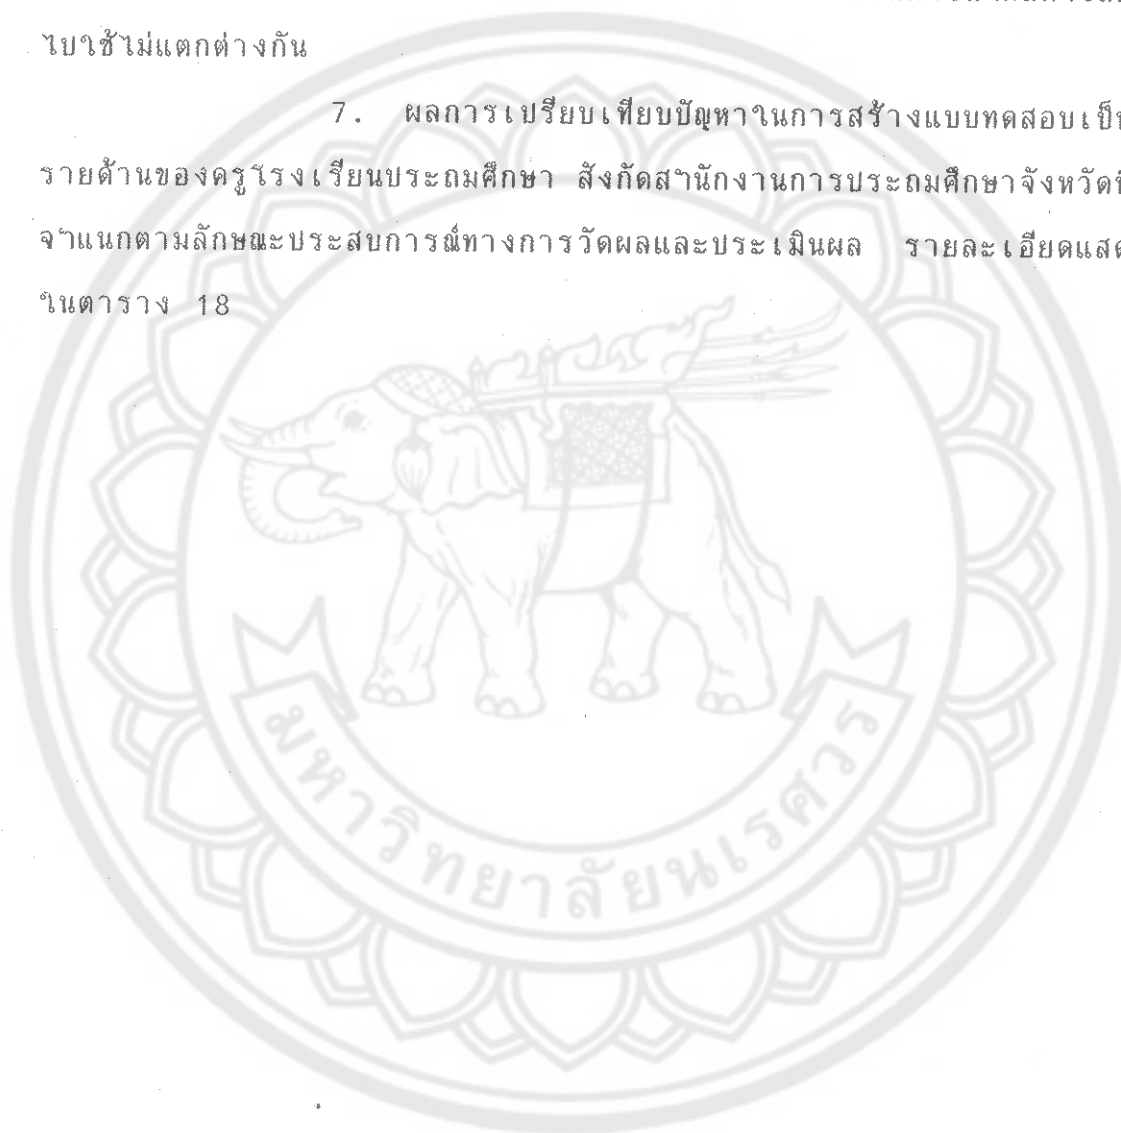 ไปใช้ไม่แตกต่างกัน
7. ผลการเปรียบเทียบปัญหาในการสร้างแบบทดสอบเป็น
รายด้านของครูโรงเรียนประถมศึกษา สังกัดสำนักงานการประถมศึกษาจังหวัด
จำแนกตามลักษณะประสบการณ์ทางการวัดผลและประเมินผล รายละเอียดแสด
ในตาราง 18
มหาวิทยาลัยนเรศวร